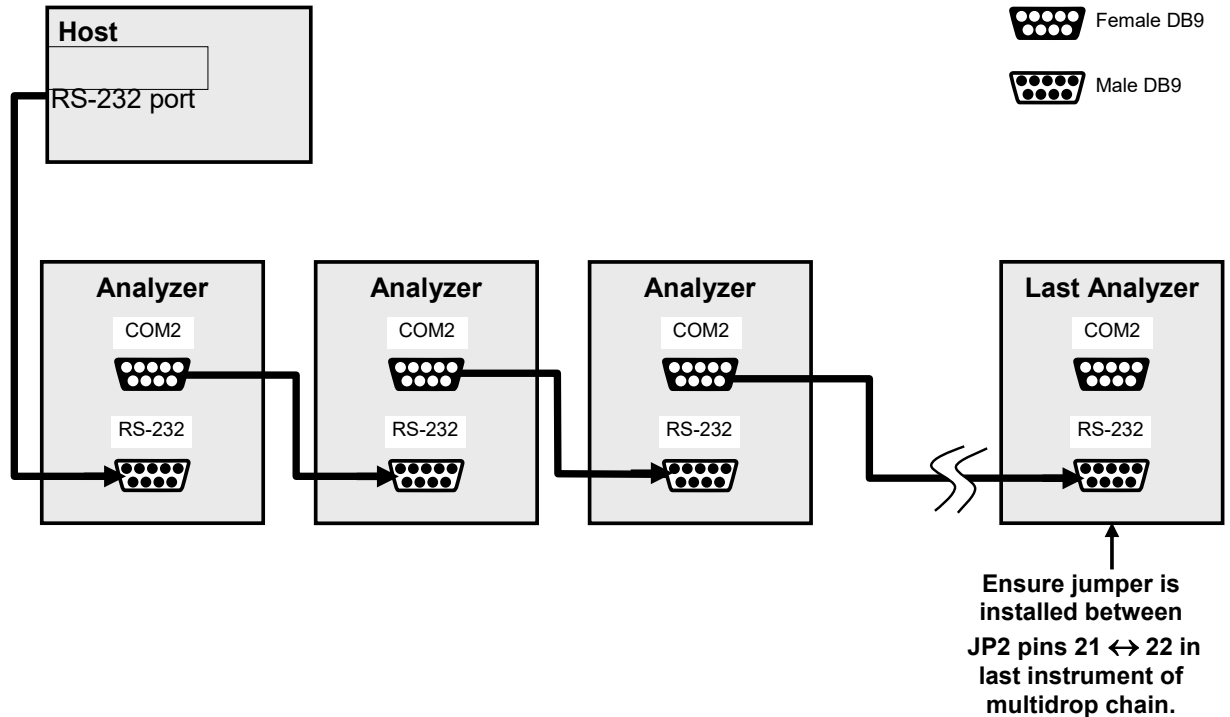 Host
RS-232 port
Female DB9
Male DB9
Analyzer
COM2
RS-232
Analyzer
COM2
RS-232
Analyzer
COM2
RS-232
Last Analyzer
COM2
RS-232
Ensure jumper is
installed between
JP2 pins 21 ↔ 22 in
last instrument of
multidrop chain.